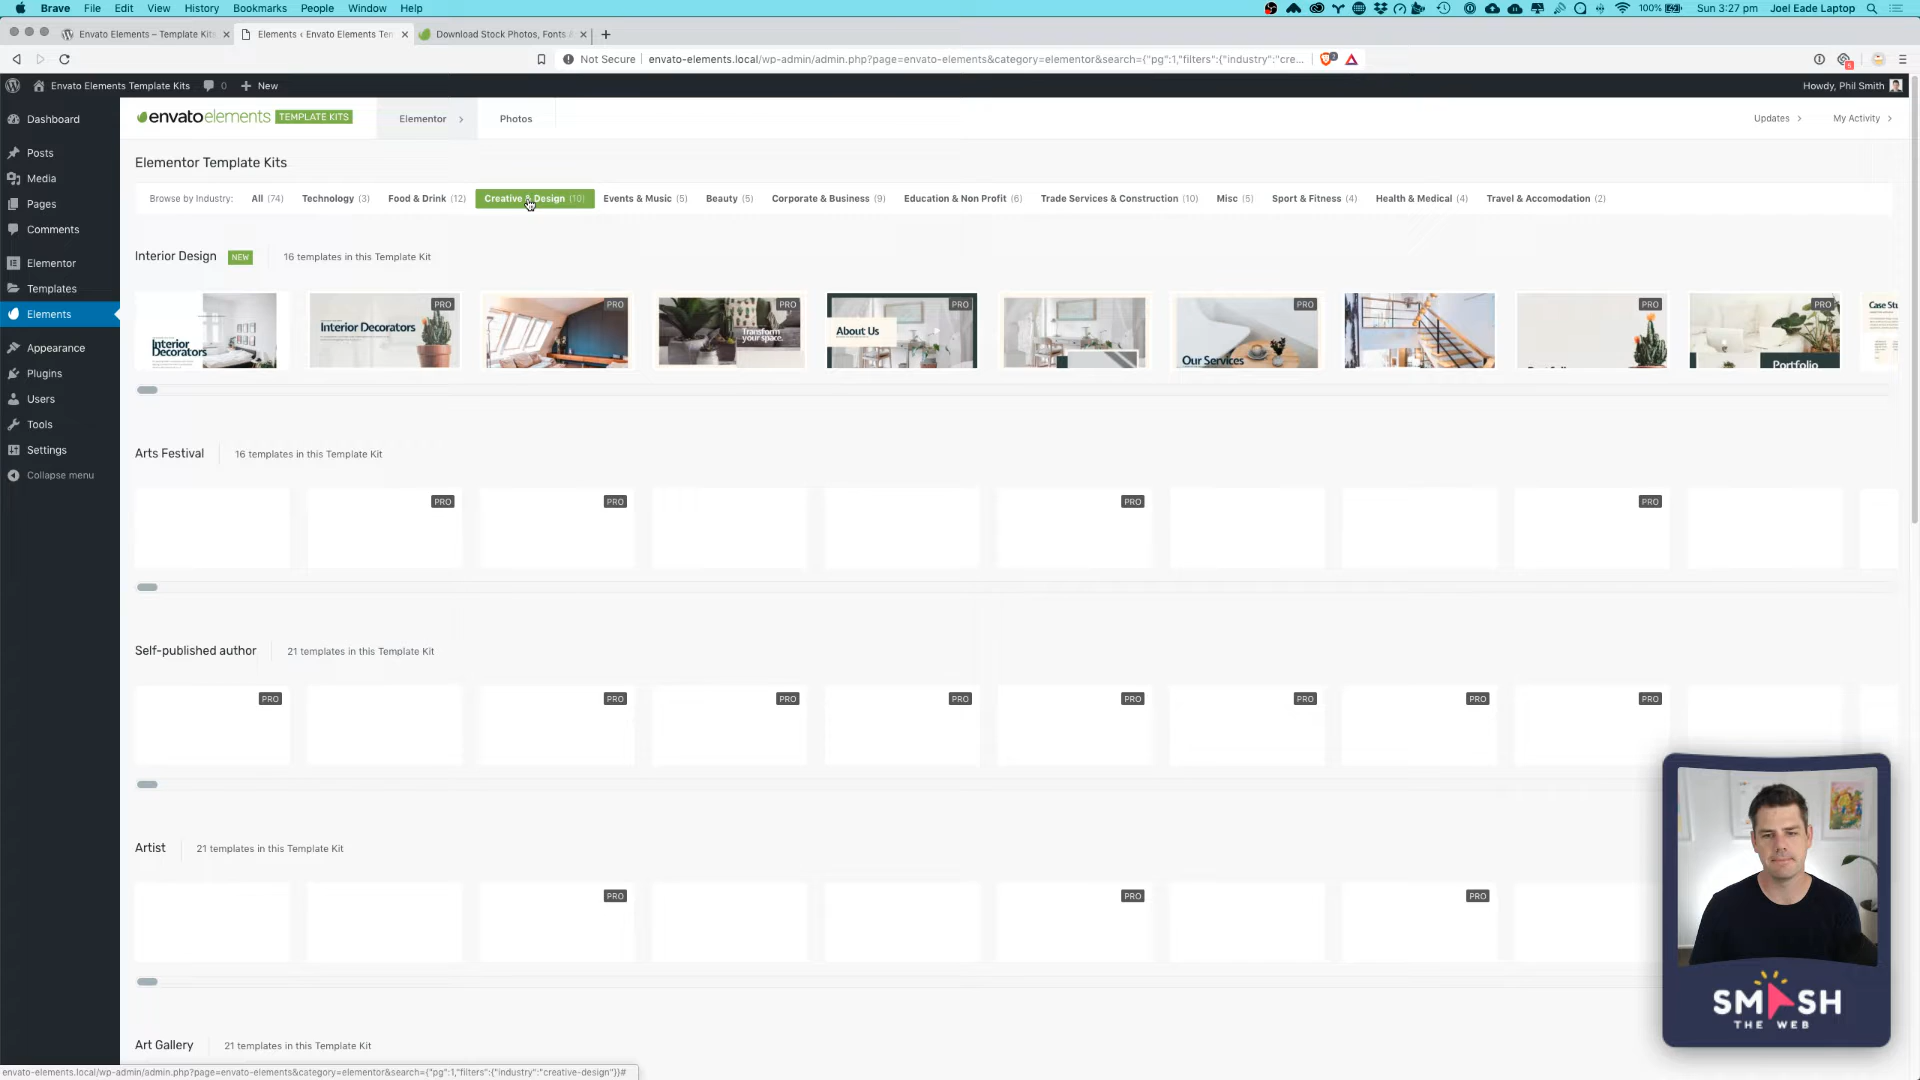 Brave File Edit View History Bookmarks People Window Help 100% Sun 3:27 pm Joel Eade Laptop
Envato Elements – Template Kits Elements ‹ Envato Elements Tem Download Stock Photos, Fonts
Not Secure envato-elements.local/wp-admin/admin.php?page=envato-elements&category=elementor&search={"pg":1,"filters":{"industry":"cre...
Envato Elements Template Kits 0 New Howdy, Phil Smith
envatoelements TEMPLATE KITS Elementor Photos Updates My Activity
Dashboard
Posts
Media
Pages
Comments
Elementor
Templates
Elements
Appearance
Plugins
Users
Tools
Settings
Collapse menu
Elementor Template Kits
Browse by Industry: All (74) Technology (3) Food & Drink (12) Creative & Design (10) Events & Music (5) Beauty (5) Corporate & Business (9) Education & Non Profit (6) Trade Services & Construction (10) Misc (5) Sport & Fitness (4) Health & Medical (4) Travel & Accomodation (2)
Interior Design NEW 16 templates in this Template Kit
PRO PRO PRO PRO PRO PRO PRO
Interior
Decorators
Interior Decorators
Transform
your space.
About Us
Our Services
Portfolio
Arts Festival 16 templates in this Template Kit
PRO PRO PRO PRO
Self-published author 21 templates in this Template Kit
PRO PRO PRO PRO PRO PRO PRO PRO
Artist 21 templates in this Template Kit
PRO PRO PRO
Art Gallery 21 templates in this Template Kit
SMASH
THE WEB
envato-elements.local/wp-admin/admin.php?page=envato-elements&category=elementor&search={"pg":1,"filters":{"industry":"creative-design"}}#